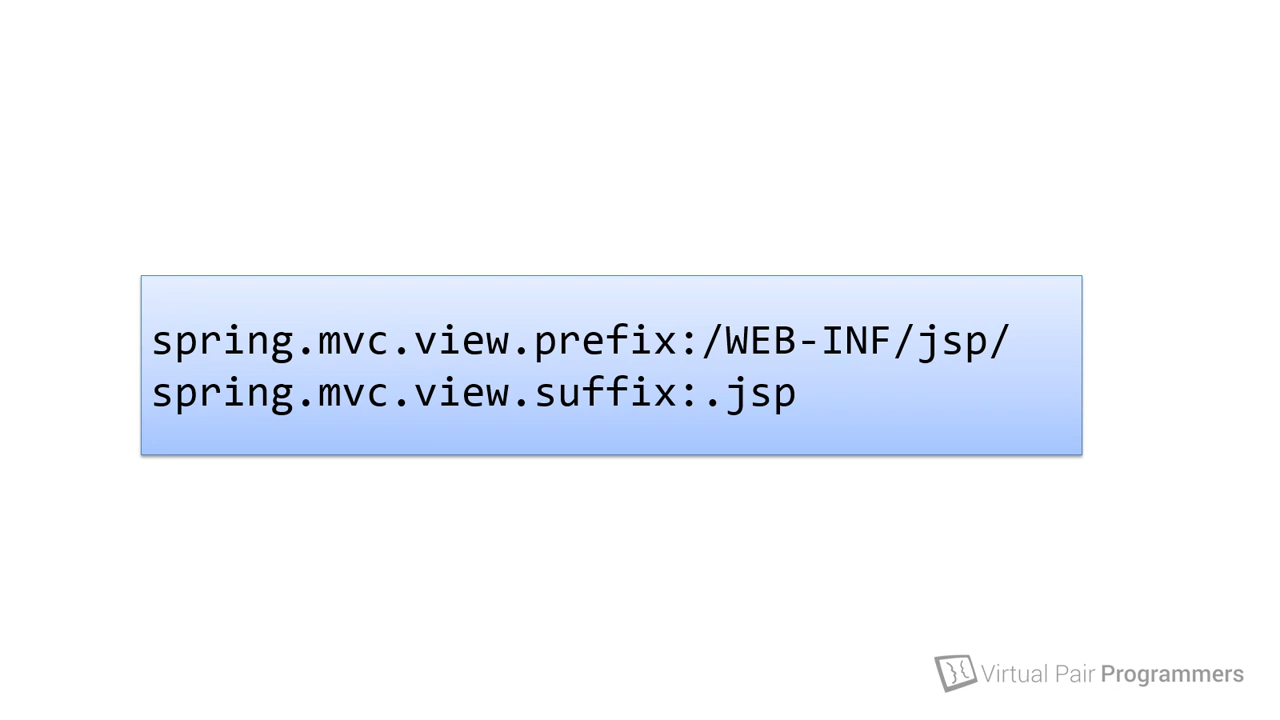 spring.mvc.view.prefix:/WEB-INF/jsp/
spring.mvc.view.suffix:.jsp
Virtual Pair Programmers